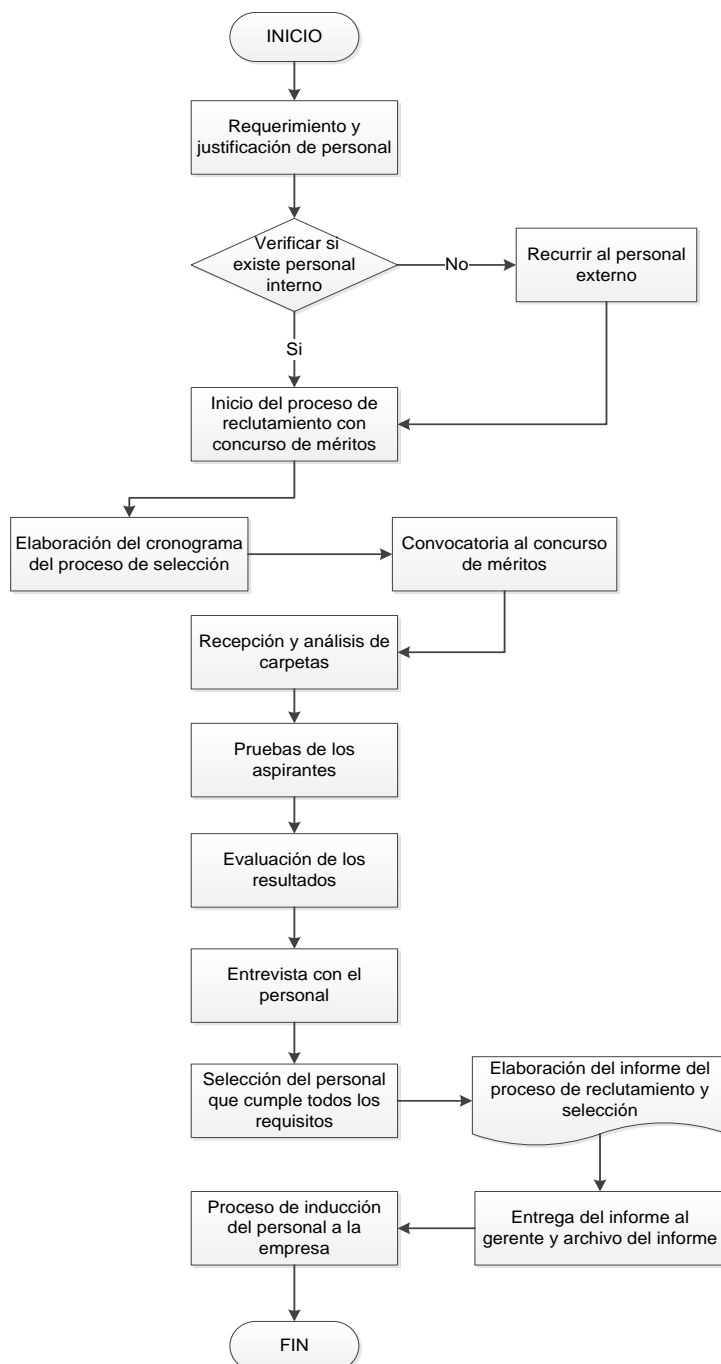 INICIO
Requerimiento y
justificación de personal
Verificar si
existe personal
interno
No
Recurrir al personal
externo
Si
Inicio del proceso de
reclutamiento con
concurso de méritos
Elaboración del cronograma
del proceso de selección
Convocatoria al concurso
de méritos
Recepción y análisis de
carpetas
Pruebas de los
aspirantes
Evaluación de los
resultados
Entrevista con el
personal
Selección del personal
que cumple todos los
requisitos
Elaboración del informe del
proceso de reclutamiento y
selección
Entrega del informe al
gerente y archivo del informe
Proceso de inducción
del personal a la
empresa
FIN